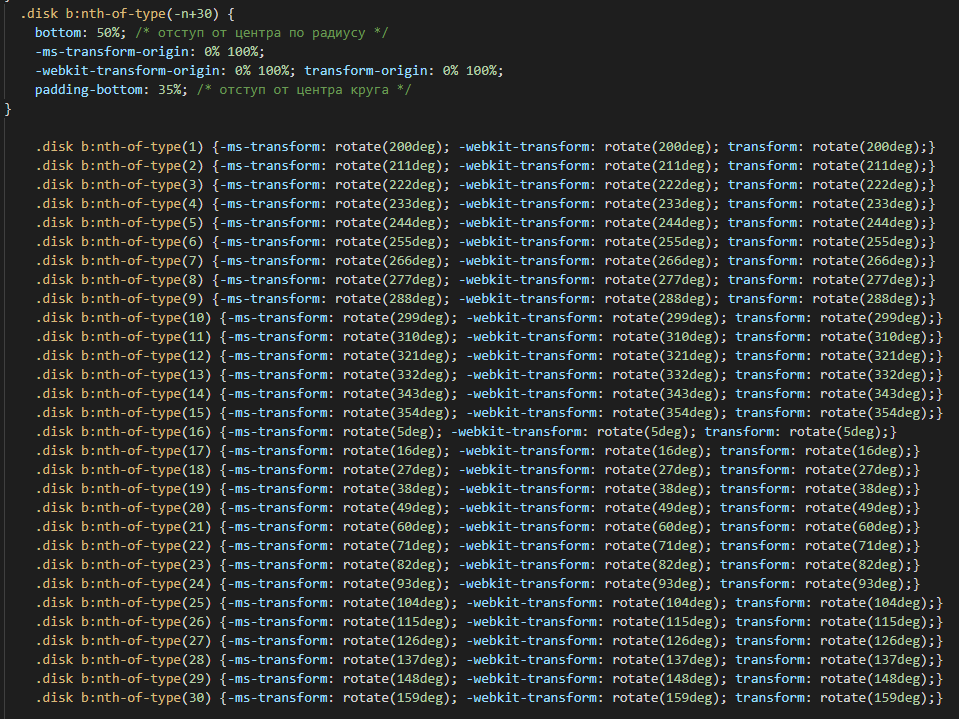 .disk b:nth-of-type(-n+30) {
bottom: 50%; /* отступ от центра по радиусу */
-ms-transform-origin: 0% 100%;
-webkit-transform-origin: 0% 100%; transform-origin: 0% 100%;
padding-bottom: 35%; /* отступ от центра круга */
}
.disk b:nth-of-type(1) {-ms-transform: rotate(200deg); -webkit-transform: rotate(200deg); transform: rotate(200deg);}
.disk b:nth-of-type(2) {-ms-transform: rotate(211deg); -webkit-transform: rotate(211deg); transform: rotate(211deg);}
.disk b:nth-of-type(3) {-ms-transform: rotate(222deg); -webkit-transform: rotate(222deg); transform: rotate(222deg);}
.disk b:nth-of-type(4) {-ms-transform: rotate(233deg); -webkit-transform: rotate(233deg); transform: rotate(233deg);}
.disk b:nth-of-type(5) {-ms-transform: rotate(244deg); -webkit-transform: rotate(244deg); transform: rotate(244deg);}
.disk b:nth-of-type(6) {-ms-transform: rotate(255deg); -webkit-transform: rotate(255deg); transform: rotate(255deg);}
.disk b:nth-of-type(7) {-ms-transform: rotate(266deg); -webkit-transform: rotate(266deg); transform: rotate(266deg);}
.disk b:nth-of-type(8) {-ms-transform: rotate(277deg); -webkit-transform: rotate(277deg); transform: rotate(277deg);}
.disk b:nth-of-type(9) {-ms-transform: rotate(288deg); -webkit-transform: rotate(288deg); transform: rotate(288deg);}
.disk b:nth-of-type(10) {-ms-transform: rotate(299deg); -webkit-transform: rotate(299deg); transform: rotate(299deg);}
.disk b:nth-of-type(11) {-ms-transform: rotate(310deg); -webkit-transform: rotate(310deg); transform: rotate(310deg);}
.disk b:nth-of-type(12) {-ms-transform: rotate(321deg); -webkit-transform: rotate(321deg); transform: rotate(321deg);}
.disk b:nth-of-type(13) {-ms-transform: rotate(332deg); -webkit-transform: rotate(332deg); transform: rotate(332deg);}
.disk b:nth-of-type(14) {-ms-transform: rotate(343deg); -webkit-transform: rotate(343deg); transform: rotate(343deg);}
.disk b:nth-of-type(15) {-ms-transform: rotate(354deg); -webkit-transform: rotate(354deg); transform: rotate(354deg);}
.disk b:nth-of-type(16) {-ms-transform: rotate(5deg); -webkit-transform: rotate(5deg); transform: rotate(5deg);}
.disk b:nth-of-type(17) {-ms-transform: rotate(16deg); -webkit-transform: rotate(16deg); transform: rotate(16deg);}
.disk b:nth-of-type(18) {-ms-transform: rotate(27deg); -webkit-transform: rotate(27deg); transform: rotate(27deg);}
.disk b:nth-of-type(19) {-ms-transform: rotate(38deg); -webkit-transform: rotate(38deg); transform: rotate(38deg);}
.disk b:nth-of-type(20) {-ms-transform: rotate(49deg); -webkit-transform: rotate(49deg); transform: rotate(49deg);}
.disk b:nth-of-type(21) {-ms-transform: rotate(60deg); -webkit-transform: rotate(60deg); transform: rotate(60deg);}
.disk b:nth-of-type(22) {-ms-transform: rotate(71deg); -webkit-transform: rotate(71deg); transform: rotate(71deg);}
.disk b:nth-of-type(23) {-ms-transform: rotate(82deg); -webkit-transform: rotate(82deg); transform: rotate(82deg);}
.disk b:nth-of-type(24) {-ms-transform: rotate(93deg); -webkit-transform: rotate(93deg); transform: rotate(93deg);}
.disk b:nth-of-type(25) {-ms-transform: rotate(104deg); -webkit-transform: rotate(104deg); transform: rotate(104deg);}
.disk b:nth-of-type(26) {-ms-transform: rotate(115deg); -webkit-transform: rotate(115deg); transform: rotate(115deg);}
.disk b:nth-of-type(27) {-ms-transform: rotate(126deg); -webkit-transform: rotate(126deg); transform: rotate(126deg);}
.disk b:nth-of-type(28) {-ms-transform: rotate(137deg); -webkit-transform: rotate(137deg); transform: rotate(137deg);}
.disk b:nth-of-type(29) {-ms-transform: rotate(148deg); -webkit-transform: rotate(148deg); transform: rotate(148deg);}
.disk b:nth-of-type(30) {-ms-transform: rotate(159deg); -webkit-transform: rotate(159deg); transform: rotate(159deg);}